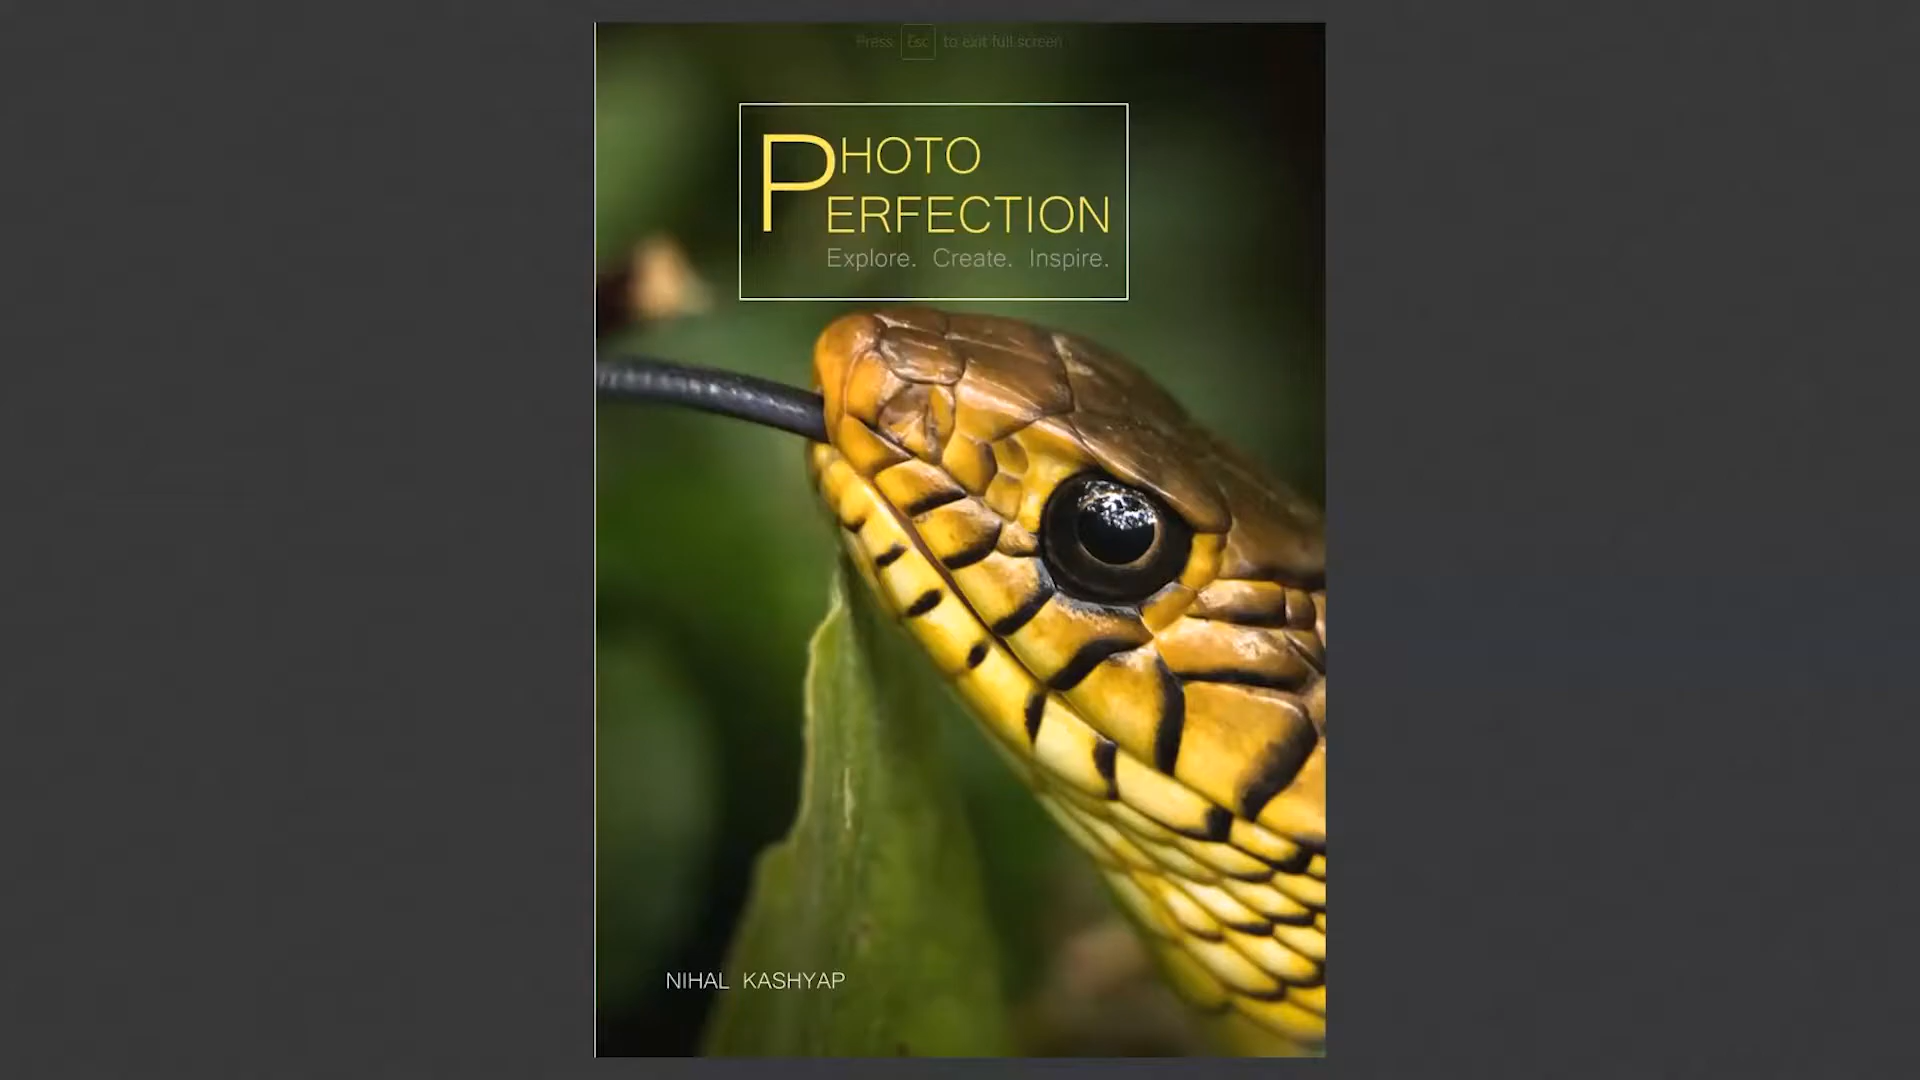 Press Esc to exit full screen
PHOTO
PERFECTION
Explore. Create. Inspire.
NIHAL KASHYAP